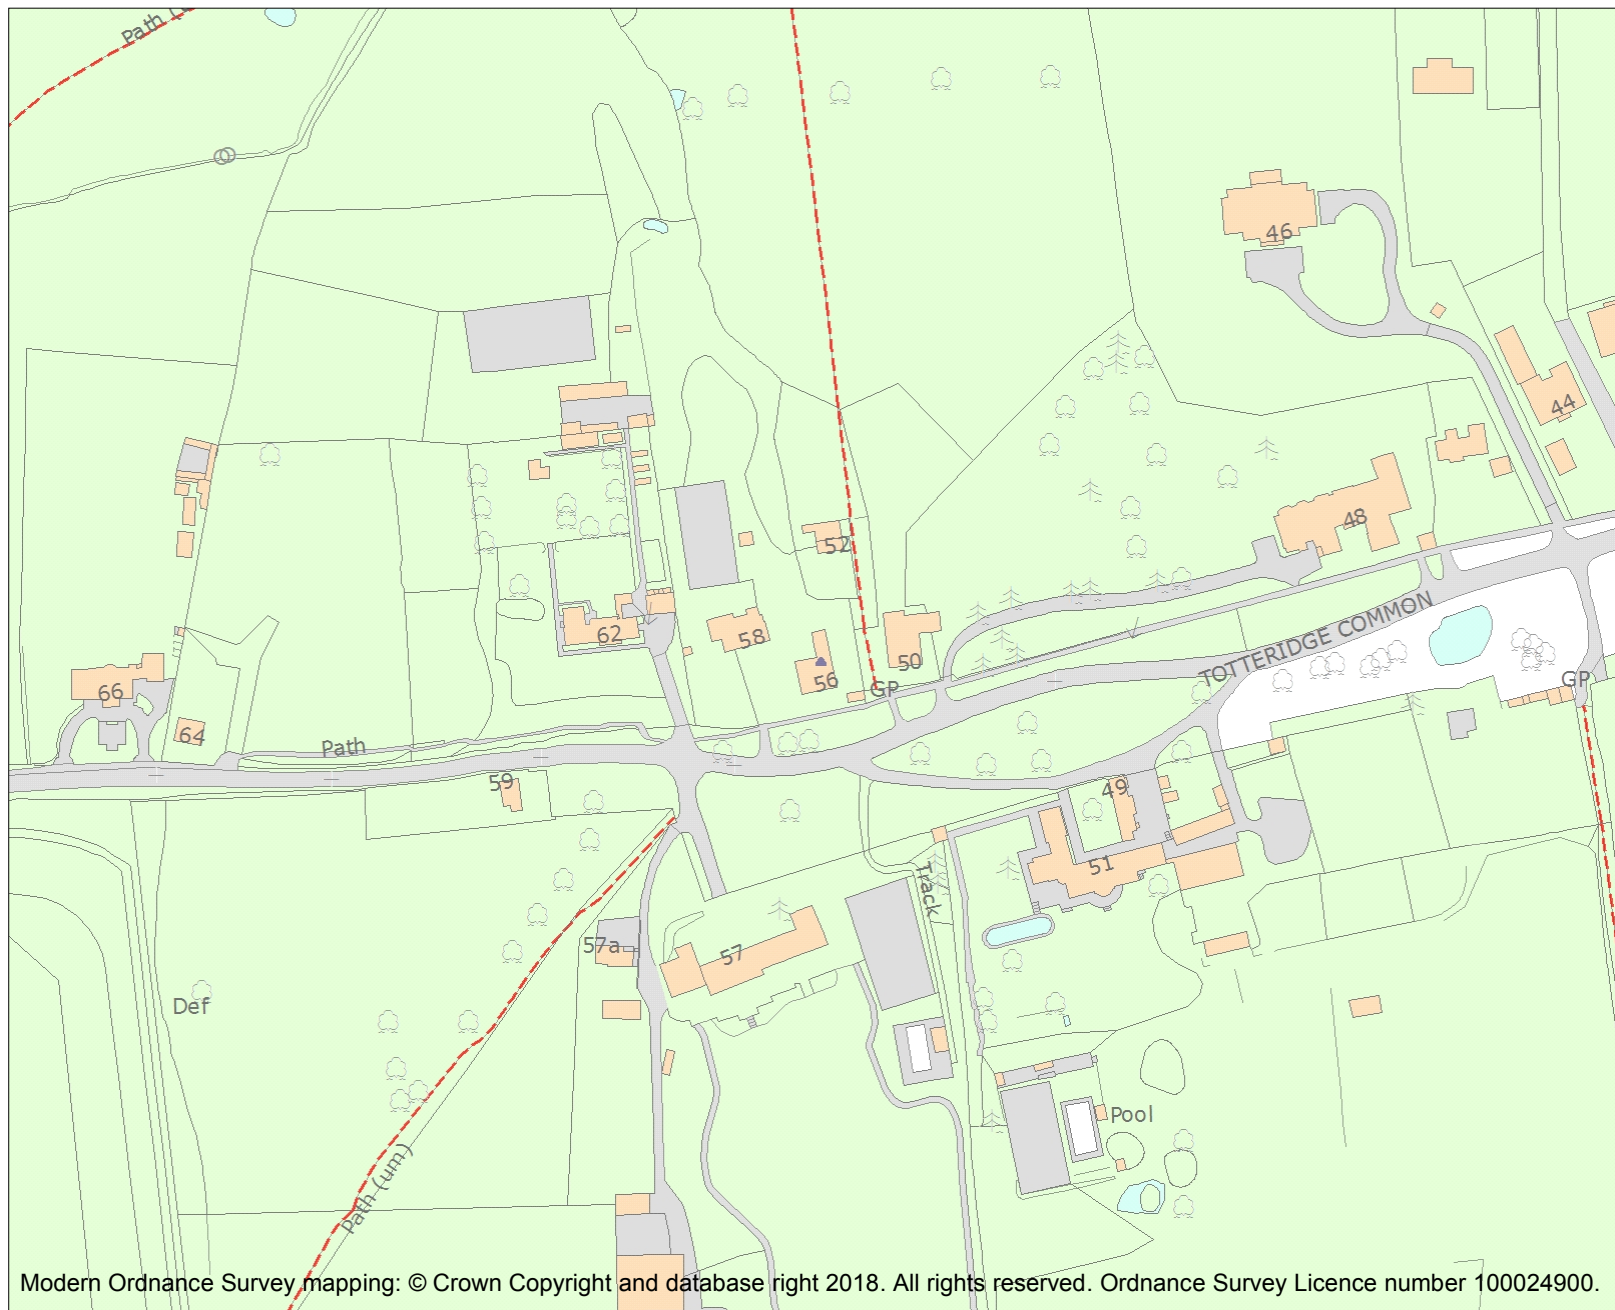 Path (u
46
44
48
52
62
58
50
56
GP
TOTTERIDGE COMMON
GP
66
64
Path
59
49
51
Track
57a
57
Def
Pool
Path (um)
Modern Ordnance Survey mapping: © Crown Copyright and database right 2018. All rights reserved. Ordnance Survey Licence number 100024900.